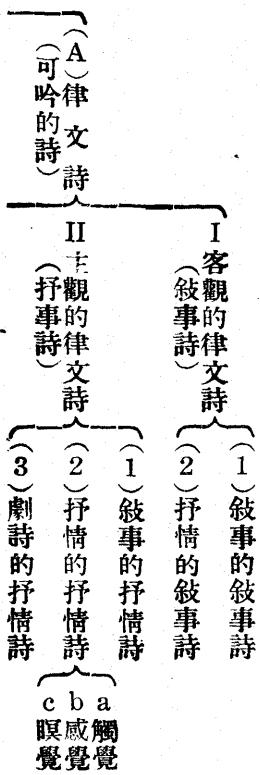 （A）律文詩
（可吟的詩）
I 客觀的律文詩
（敍事詩）
（1）敍事的敍事詩
（2）抒情的敍事詩
II 主觀的律文詩
（抒事詩）
（1）敍事的抒情詩
（2）抒情的抒情詩
a 觸覺
b 感覺
c 瞑覺
（3）劇詩的抒情詩